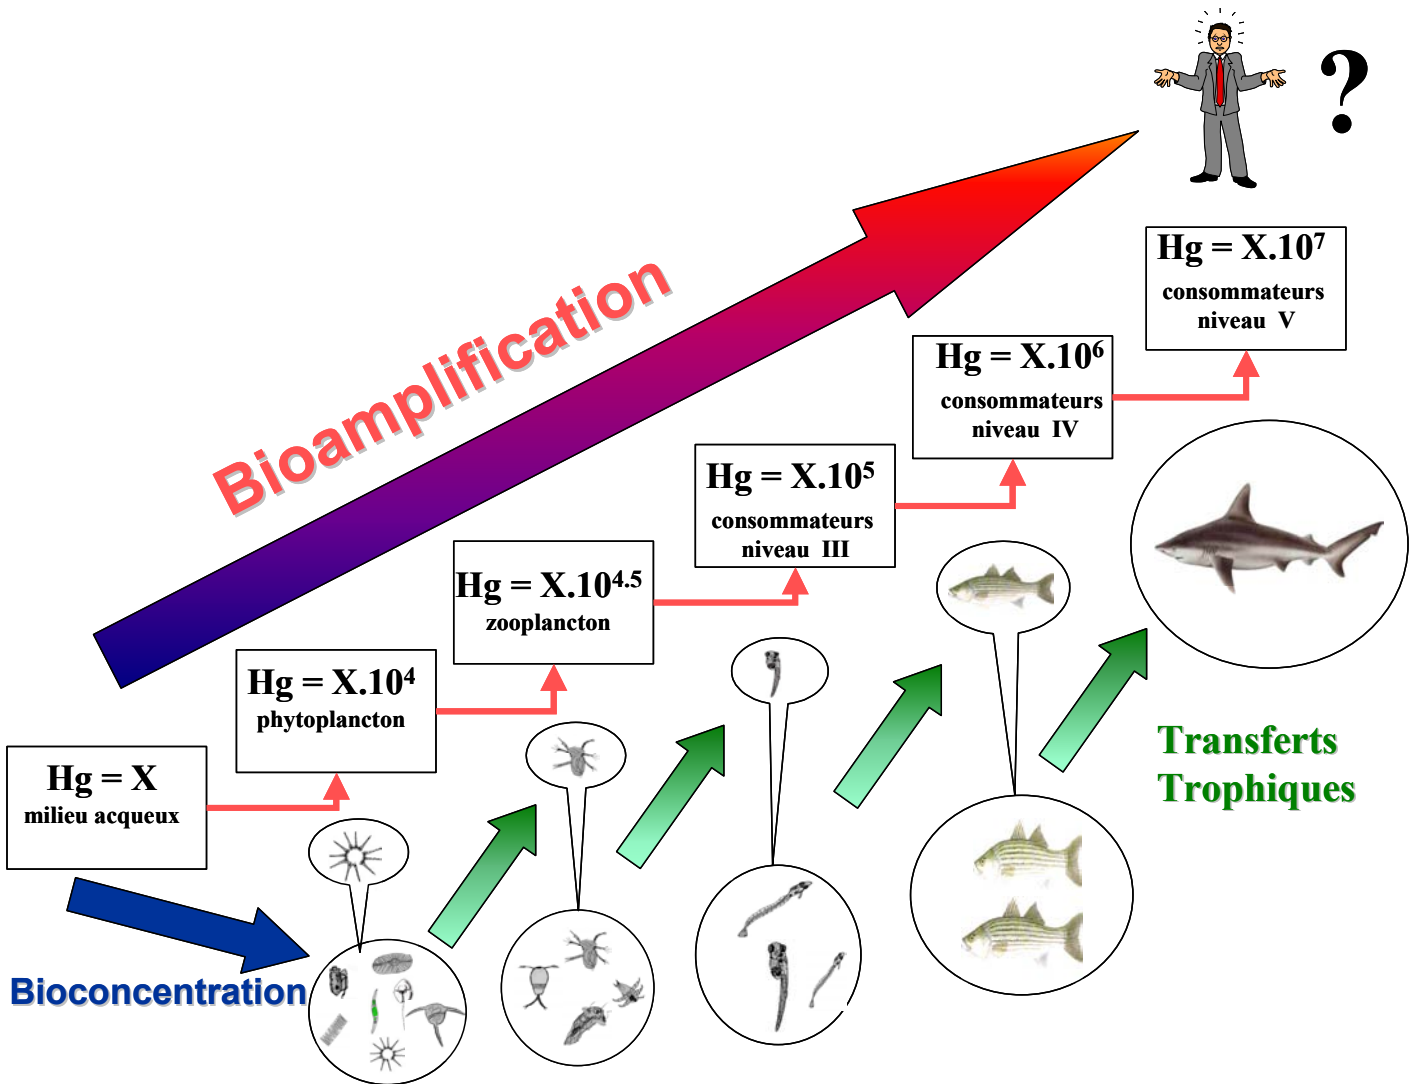 ?
Hg = X.10⁷
consommateurs
niveau V
Hg = X.10⁶
consommateurs
niveau IV
Bioamplification
Hg = X.10⁵
consommateurs
niveau III
Hg = X.10⁴·⁵
zooplancton
Hg = X.10⁴
phytoplancton
Hg = X
milieu acqueux
Transferts
Trophiques
Bioconcentration